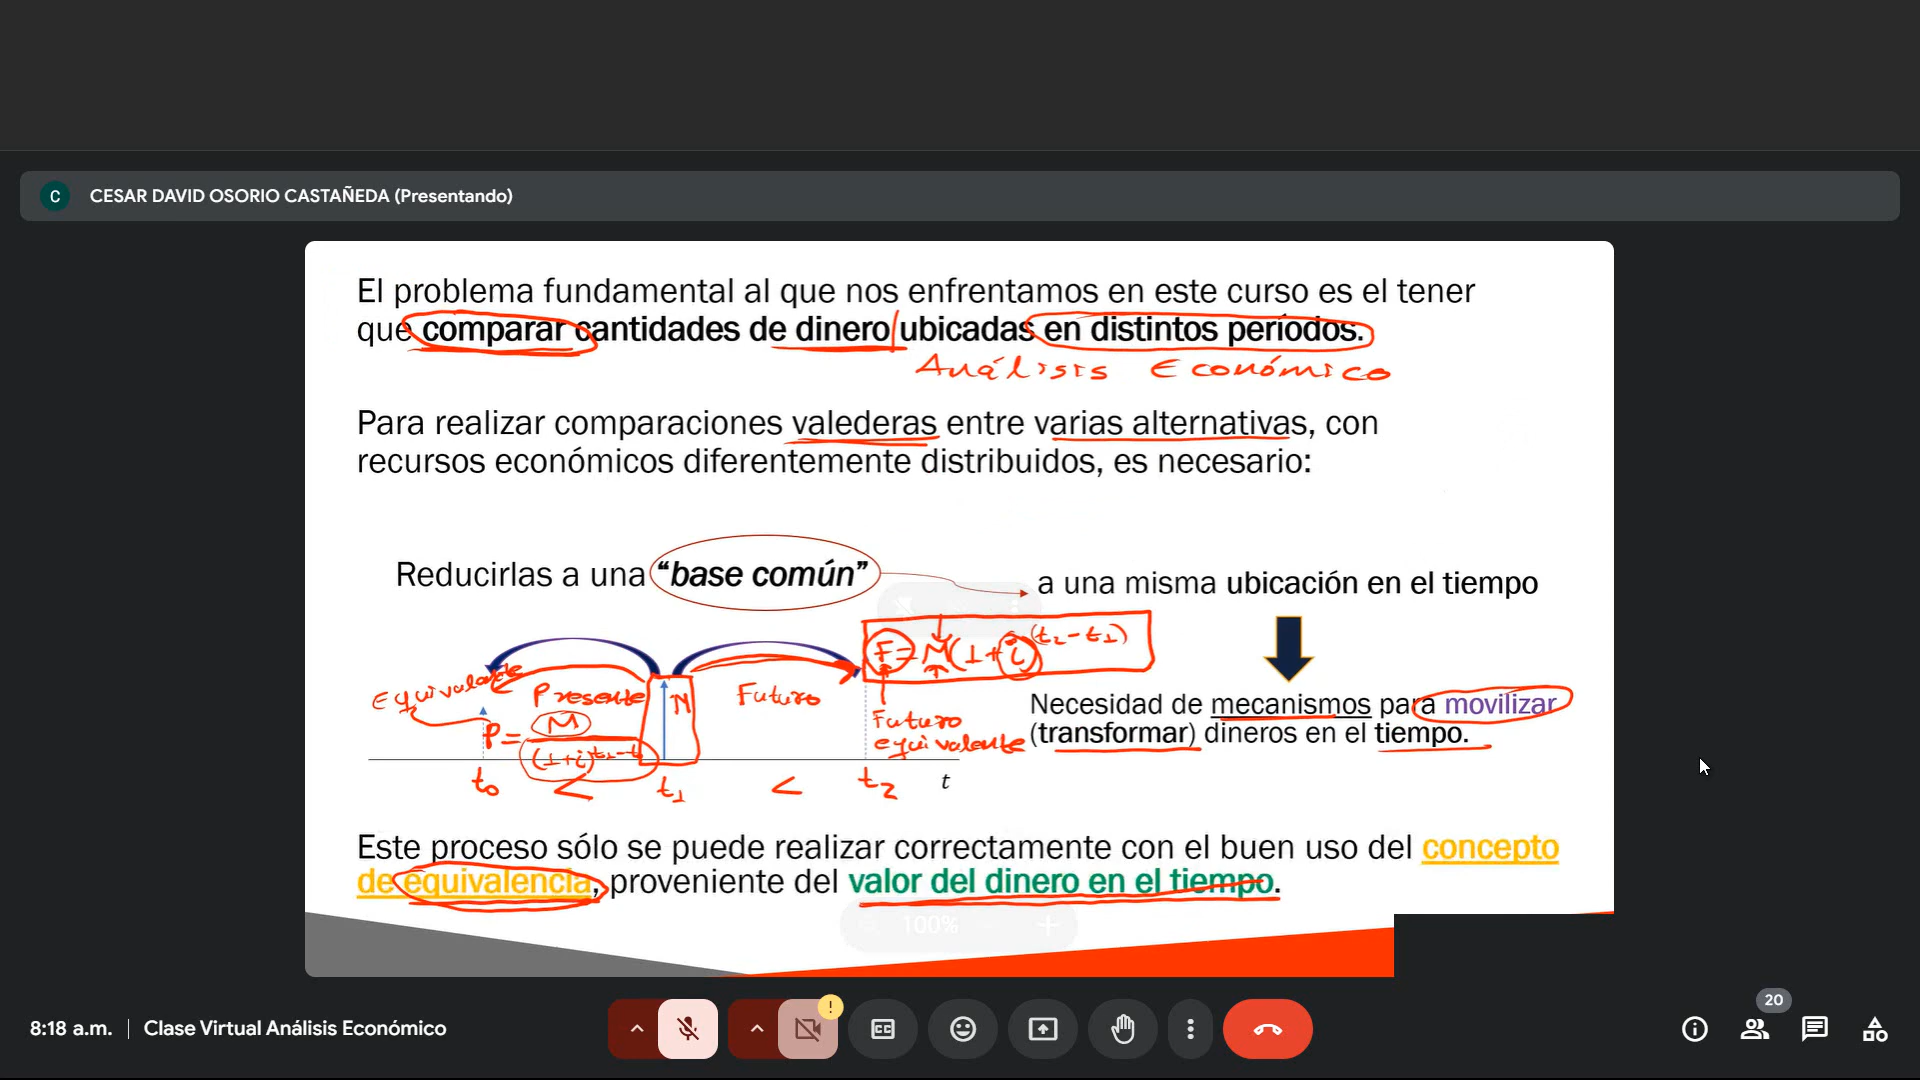 CESAR DAVID OSORIO CASTAÑEDA (Presentando)
C
El problema fundamental al que nos enfrentamos en este curso es el tener
que comparar cantidades de dinero ubicadas en distintos períodos.
Análisis Económico
Para realizar comparaciones valederas entre varias alternativas, con
recursos económicos diferentemente distribuidos, es necesario:
Reducirlas a una “base común”
a una misma ubicación en el tiempo
F=M(1+i)^(t2-t1)
Equivalente
Presente
M
Futuro
P=M/(1+i)^t1-t
Futuro
equivalente
Necesidad de mecanismos para movilizar
(transformar) dineros en el tiempo.
t0 < t1 < t2 t
Este proceso sólo se puede realizar correctamente con el buen uso del concepto
de equivalencia, proveniente del valor del dinero en el tiempo.
100%
8:18 a.m. | Clase Virtual Análisis Económico
20